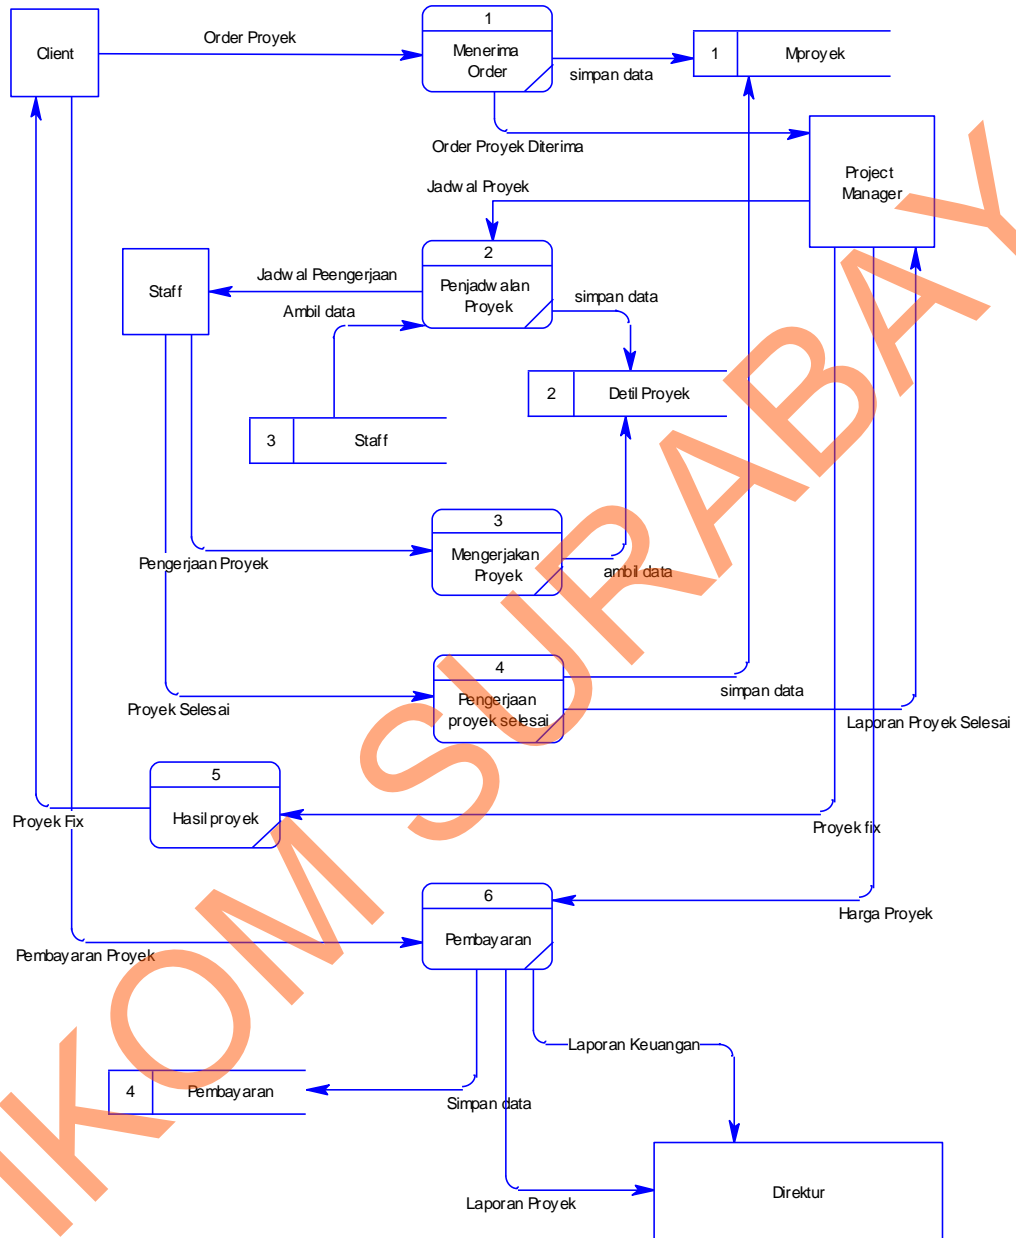 Client
Order Proyek
1
Menerima
Order
simpan data
1
Mproyek
Order Proyek Diterima
Project
Manager
Jadwal Proyek
2
Penjadwalan
Proyek
Jadwal Peengerjaan
Staff
Ambil data
simpan data
2
Detil Proyek
3
Staff
3
Mengerjakan
Proyek
Pengerjaan Proyek
ambil data
4
Pengerjaan
proyek selesai
Proyek Selesai
simpan data
Laporan Proyek Selesai
5
Hasil proyek
Proyek Fix
Proyek fix
6
Pembayaran
Harga Proyek
Pembayaran Proyek
Laporan Keuangan
4
Pembayaran
Simpan data
Laporan Proyek
Direktur
IKOM SURABAY